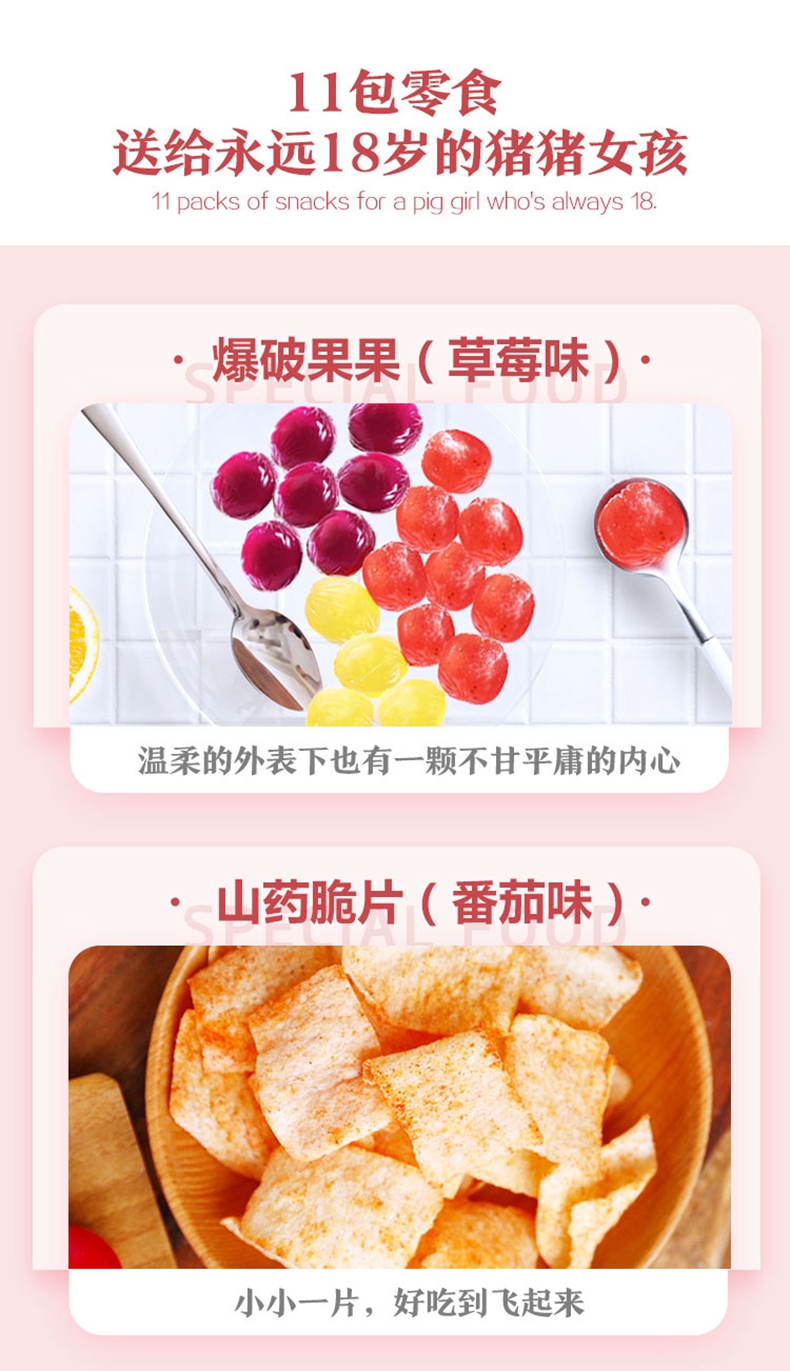 11包零食
送给永远18岁的猪猪女孩
11 packs of snacks for a pig girl who's always 18.
· 爆破果果（草莓味）·
SPECIAL FOOD
温柔的外表下也有一颗不甘平庸的内心
· 山药脆片（番茄味）·
SPECIAL FOOD
小小一片，好吃到飞起来